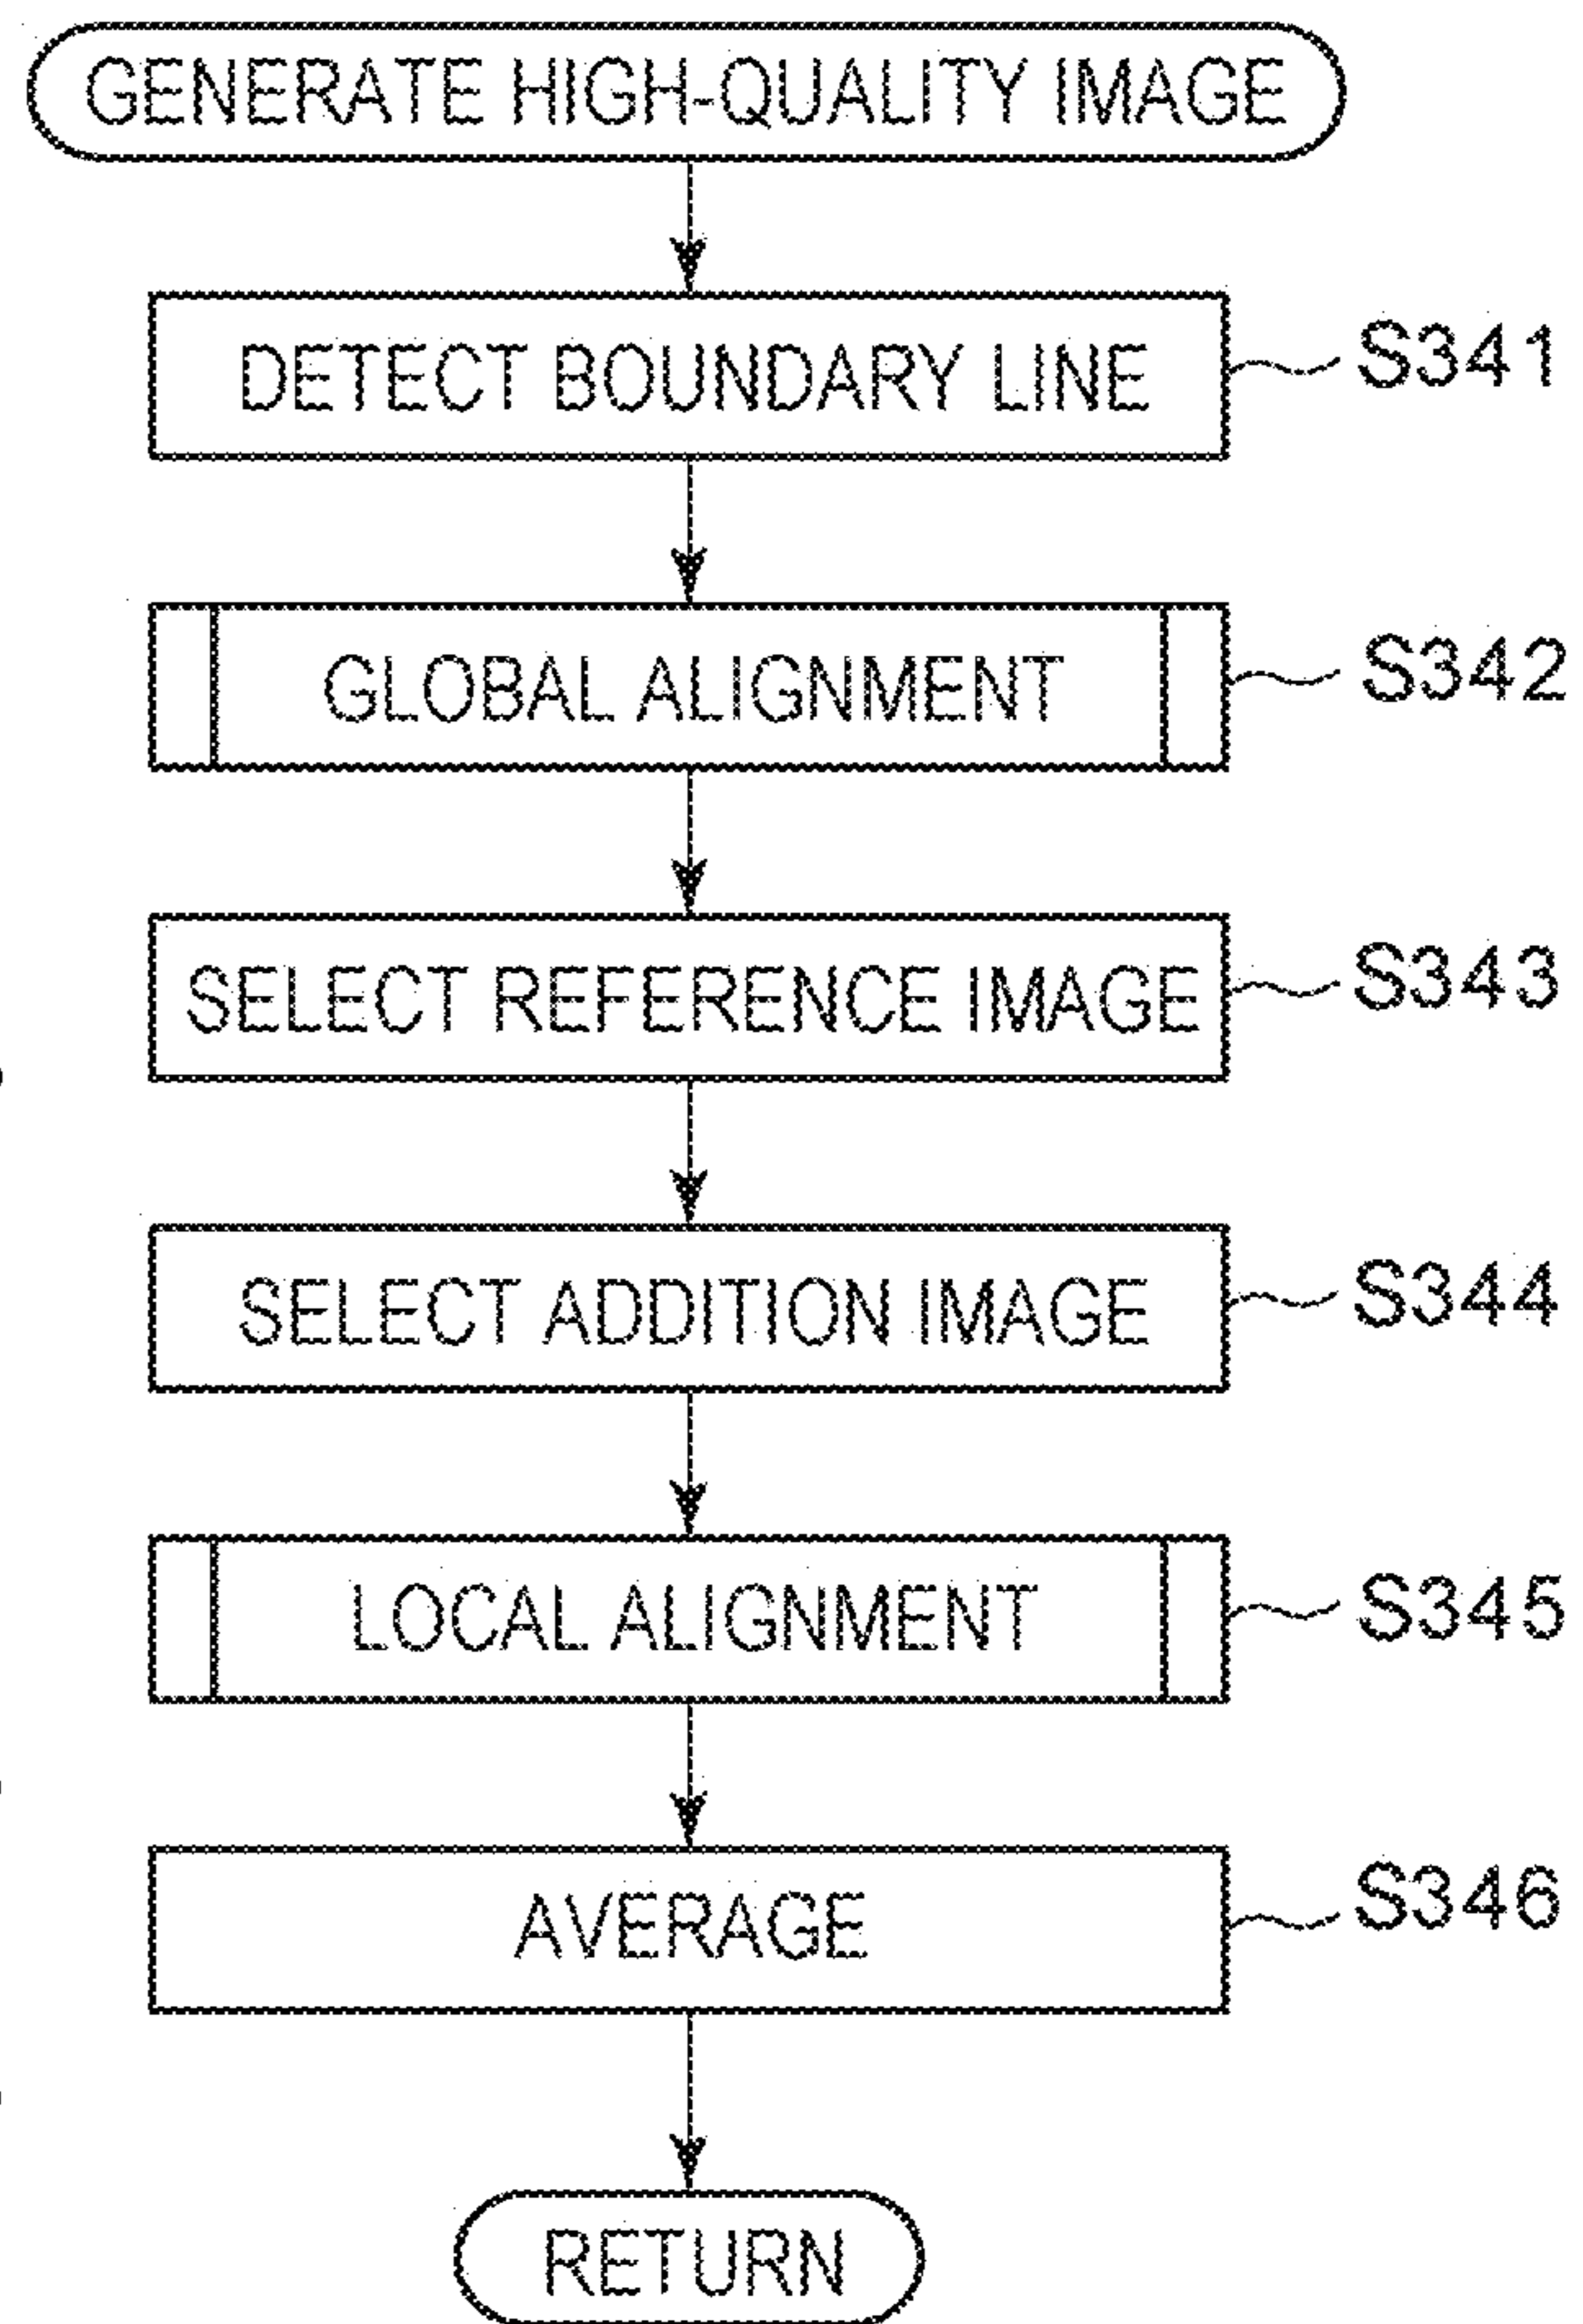 GENERATE HIGH-QUALITY IMAGE
DETECT BOUNDARY LINE S341
GLOBAL ALIGNMENT S342
SELECT REFERENCE IMAGE S343
SELECT ADDITION IMAGE S344
LOCAL ALIGNMENT S345
AVERAGE S346
RETURN